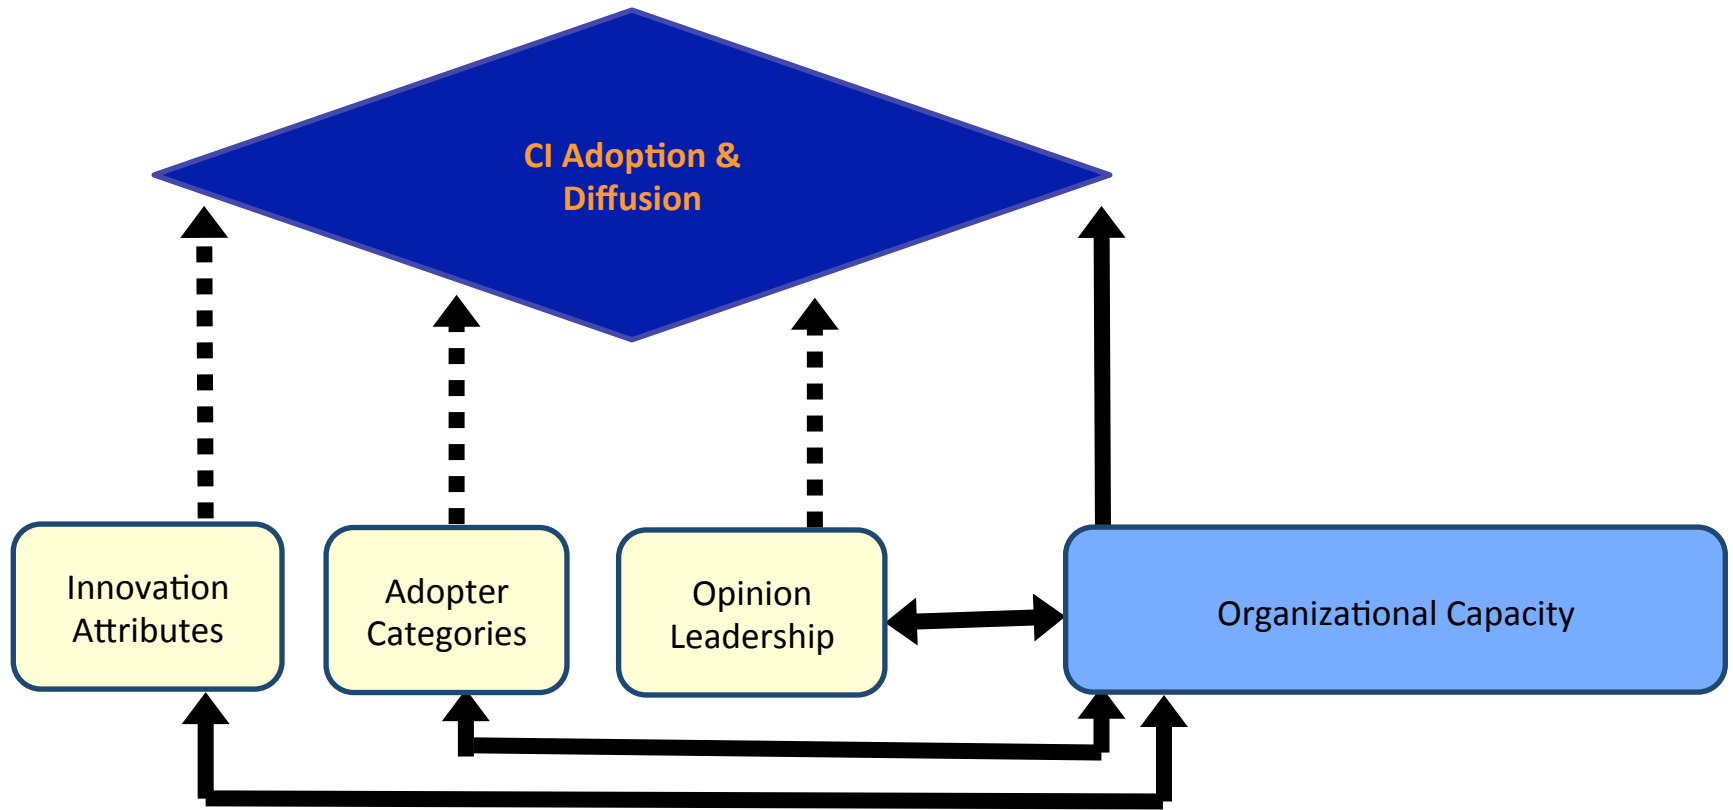 CI Adoption &
Diffusion
Innovation
Attributes
Adopter
Categories
Opinion
Leadership
Organizational Capacity